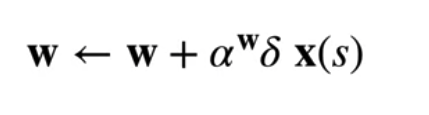 𝐰 ← 𝐰 + α^𝐰 δ 𝐱(s)